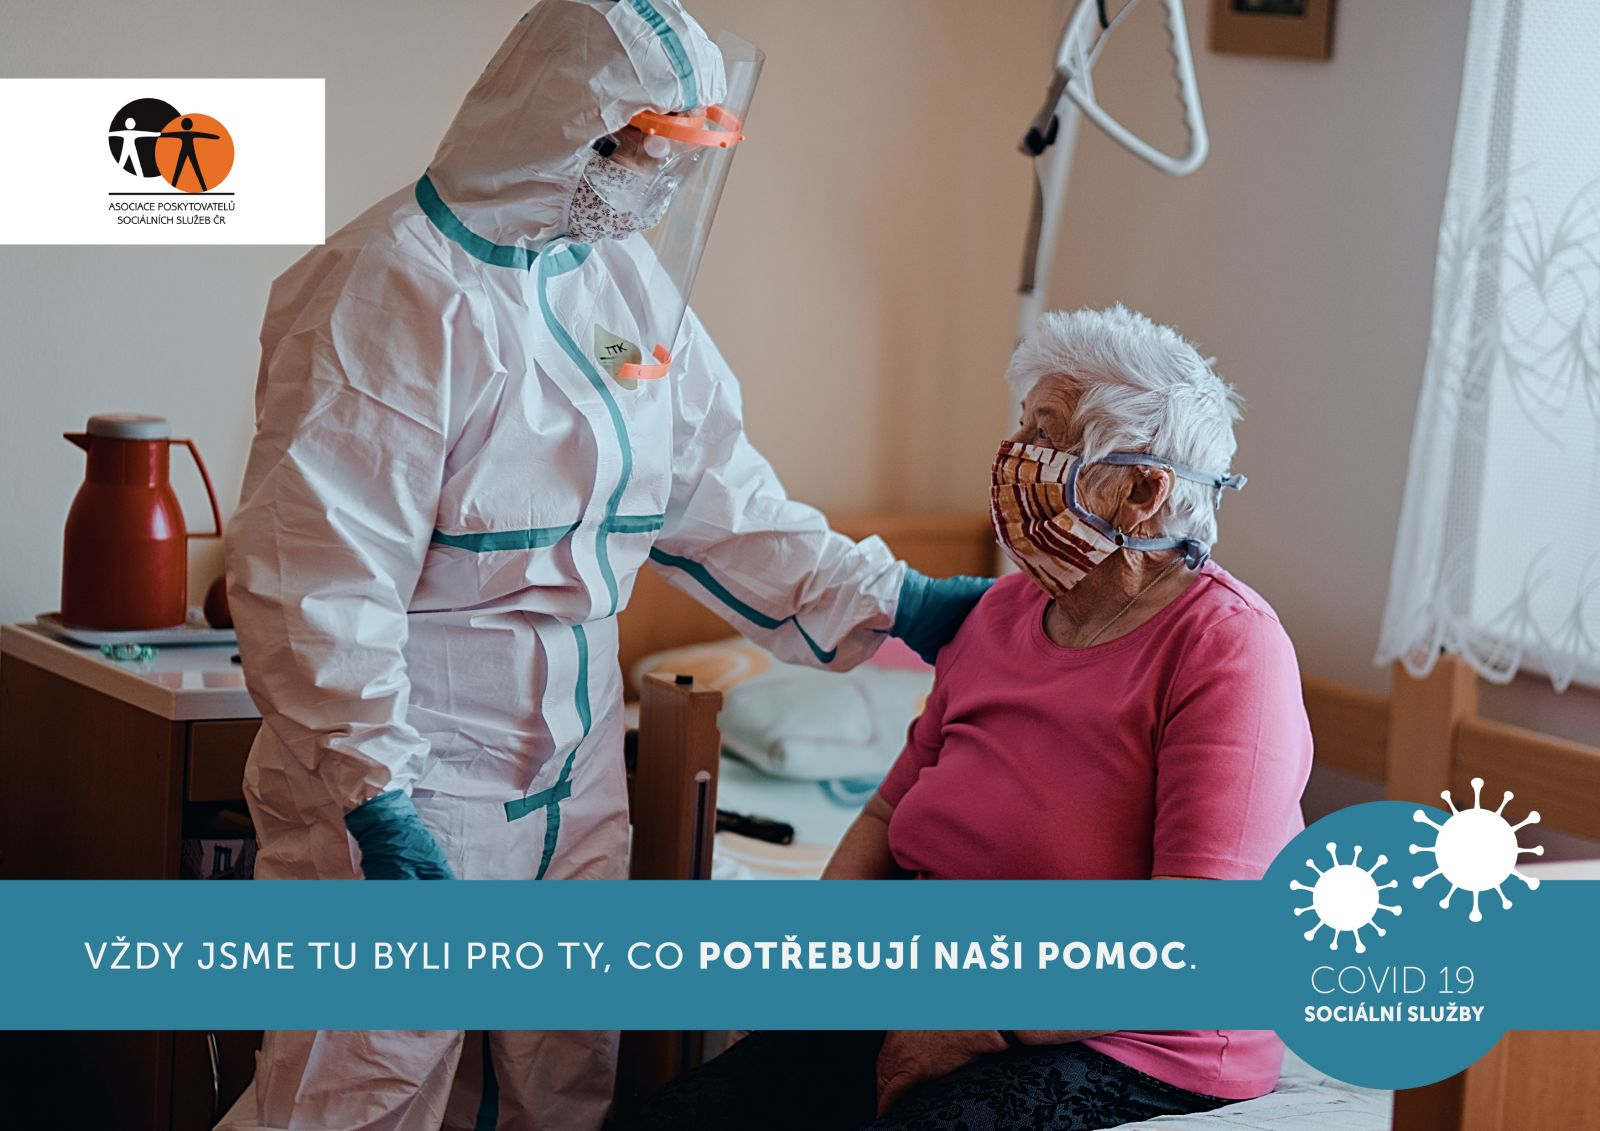 ASOCIACE POSKYTOVATELŮ
SOCIÁLNÍCH SLUŽEB ČR
TTK
VŽDY JSME TU BYLI PRO TY, CO POTŘEBUJÍ NAŠI POMOC.
COVID 19
SOCIÁLNÍ SLUŽBY